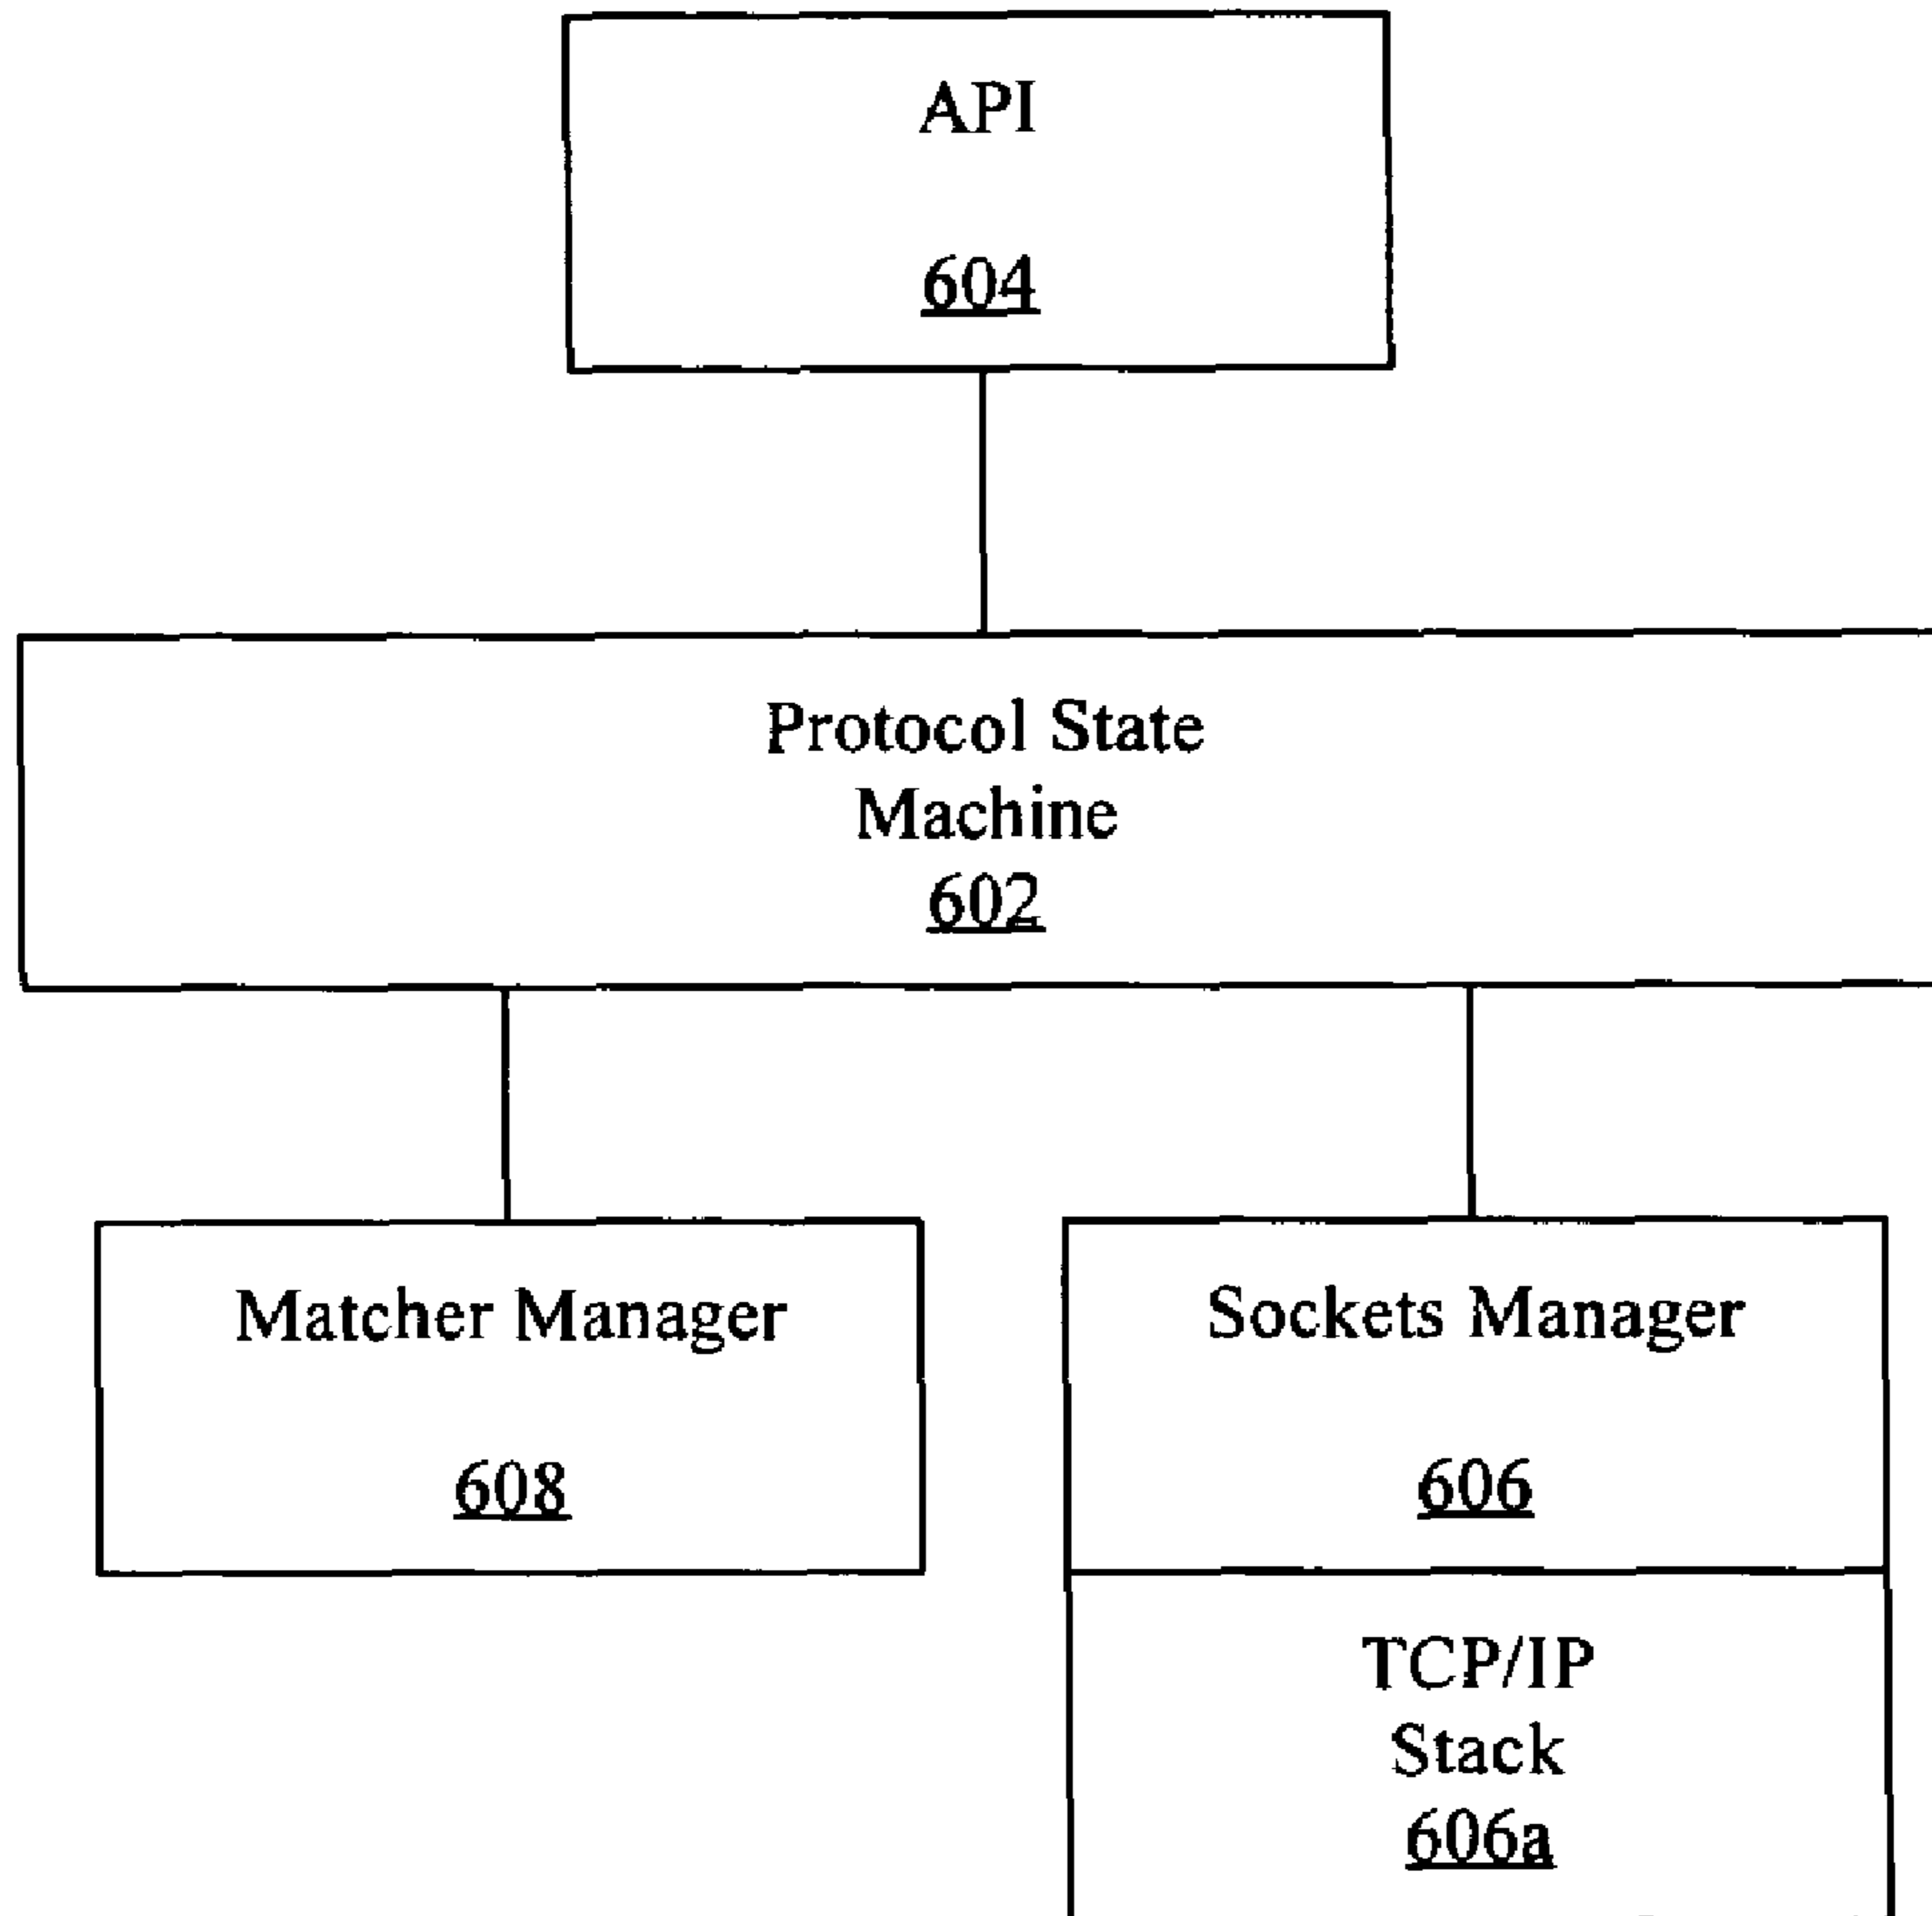 API
604
Protocol State
Machine
602
Matcher Manager
608
Sockets Manager
606
TCP/IP
Stack
606a